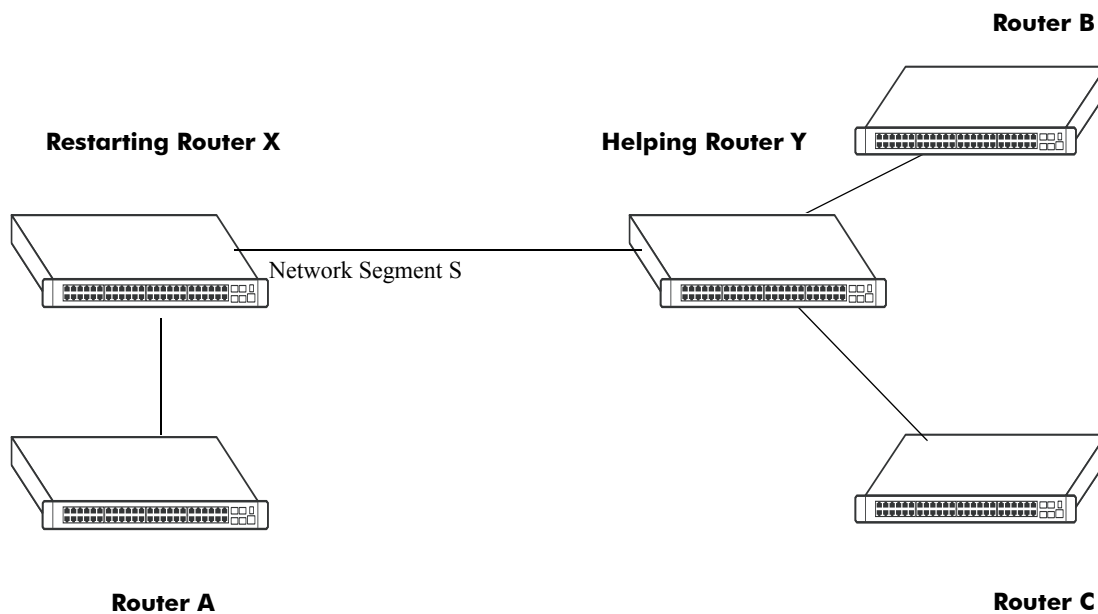 Router B
Restarting Router X
Helping Router Y
Network Segment S
Router A
Router C